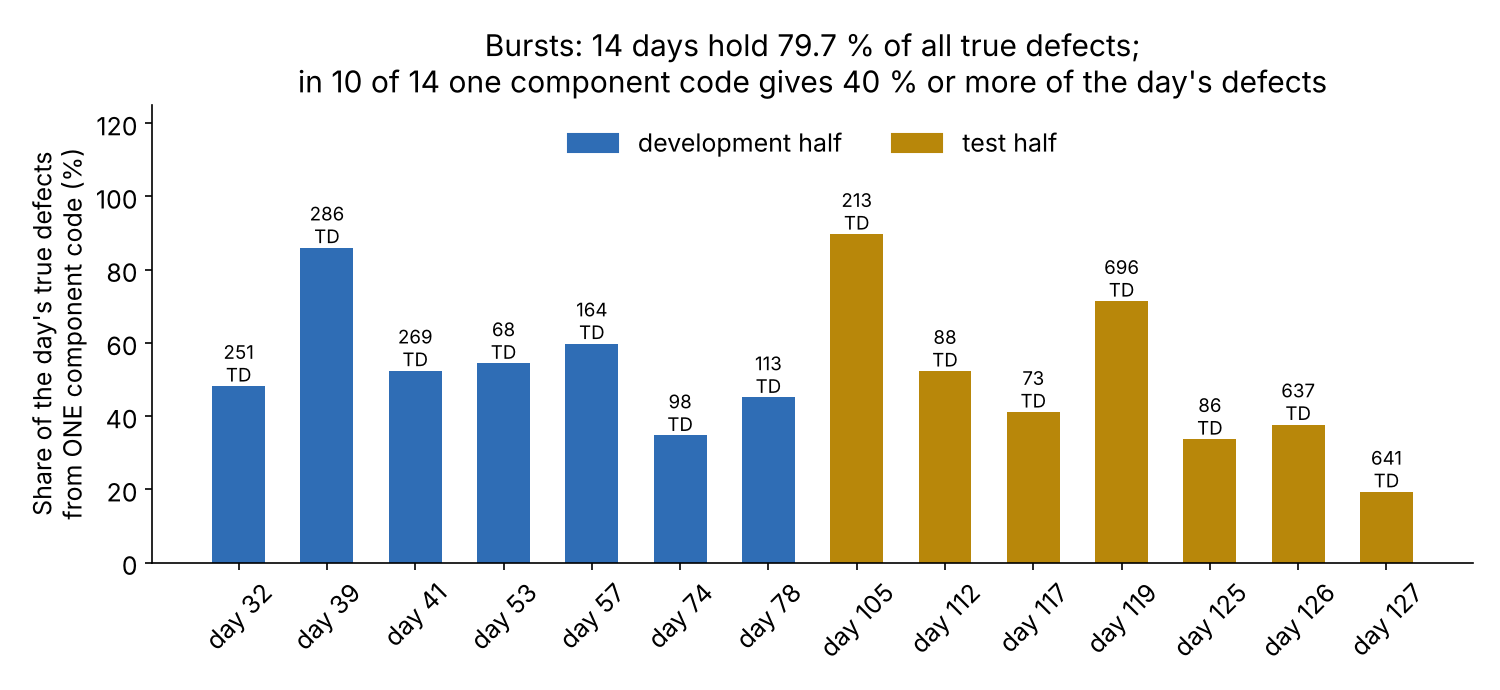 Bursts: 14 days hold 79.7 % of all true defects;
in 10 of 14 one component code gives 40 % or more of the day's defects
development half
test half
Share of the day's true defects
from ONE component code (%)
120
100
80
60
40
20
0
251
TD
286
TD
269
TD
68
TD
164
TD
98
TD
113
TD
213
TD
88
TD
73
TD
696
TD
86
TD
637
TD
641
TD
day 32
day 39
day 41
day 53
day 57
day 74
day 78
day 105
day 112
day 117
day 119
day 125
day 126
day 127